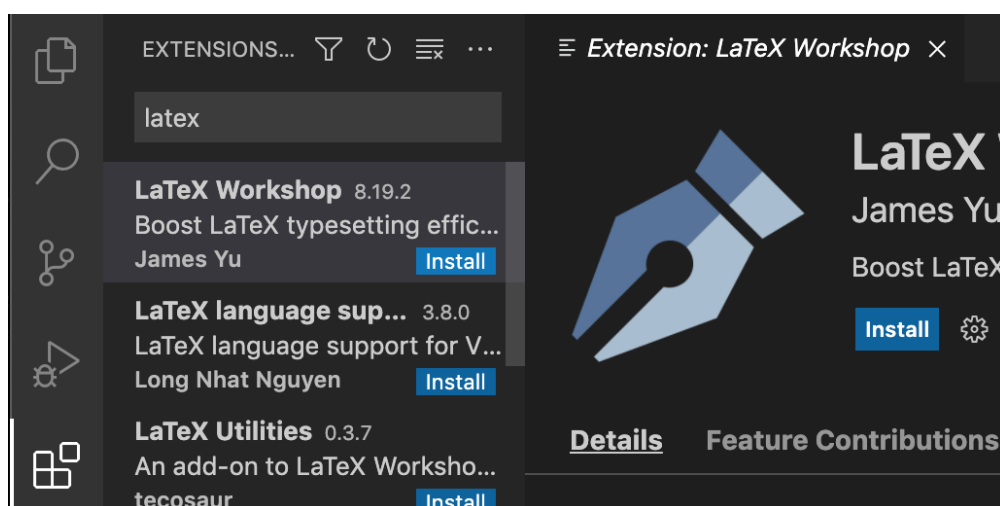 EXTENSIONS...
latex
LaTeX Workshop 8.19.2
Boost LaTeX typesetting effic...
James Yu Install
LaTeX language sup... 3.8.0
LaTeX language support for V...
Long Nhat Nguyen Install
LaTeX Utilities 0.3.7
An add-on to LaTeX Worksho...
tecosaur Install
Extension: LaTeX Workshop
LaTeX
James Yu
Boost LaTeX
Install
Details Feature Contributions